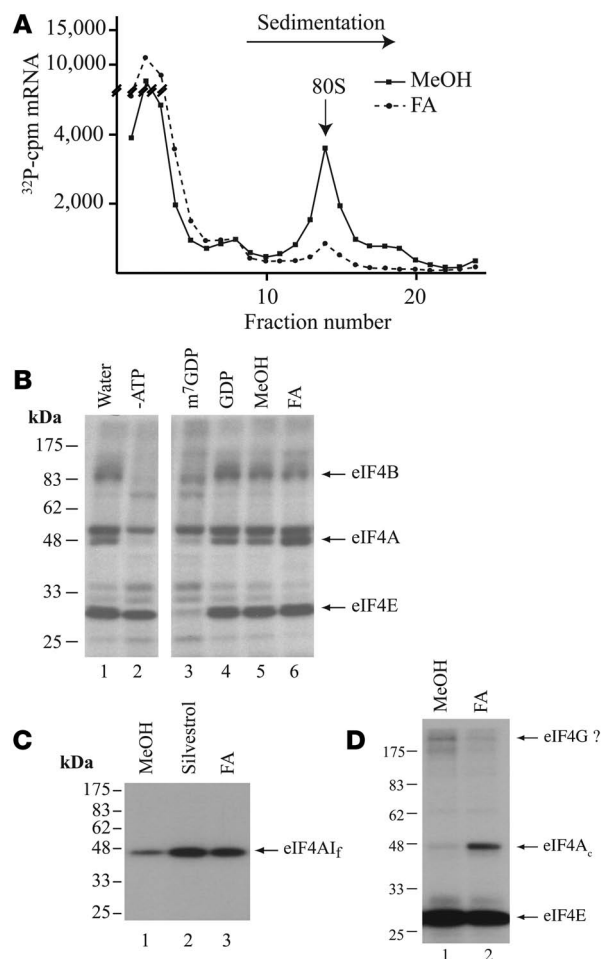 A
Sedimentation
15,000
10,000
4,000
2,000
³²P-cpm mRNA
80S
MeOH
FA
10
20
Fraction number
B
Water
-ATP
m⁷GDP
GDP
MeOH
FA
kDa
175
83
62
48
33
25
eIF4B
eIF4A
eIF4E
1 2 3 4 5 6
C
MeOH
Silvestrol
FA
kDa
175
83
62
48
33
25
eIF4AI_f
1 2 3
D
MeOH
FA
175
83
62
48
33
25
eIF4G ?
eIF4A_c
eIF4E
1 2